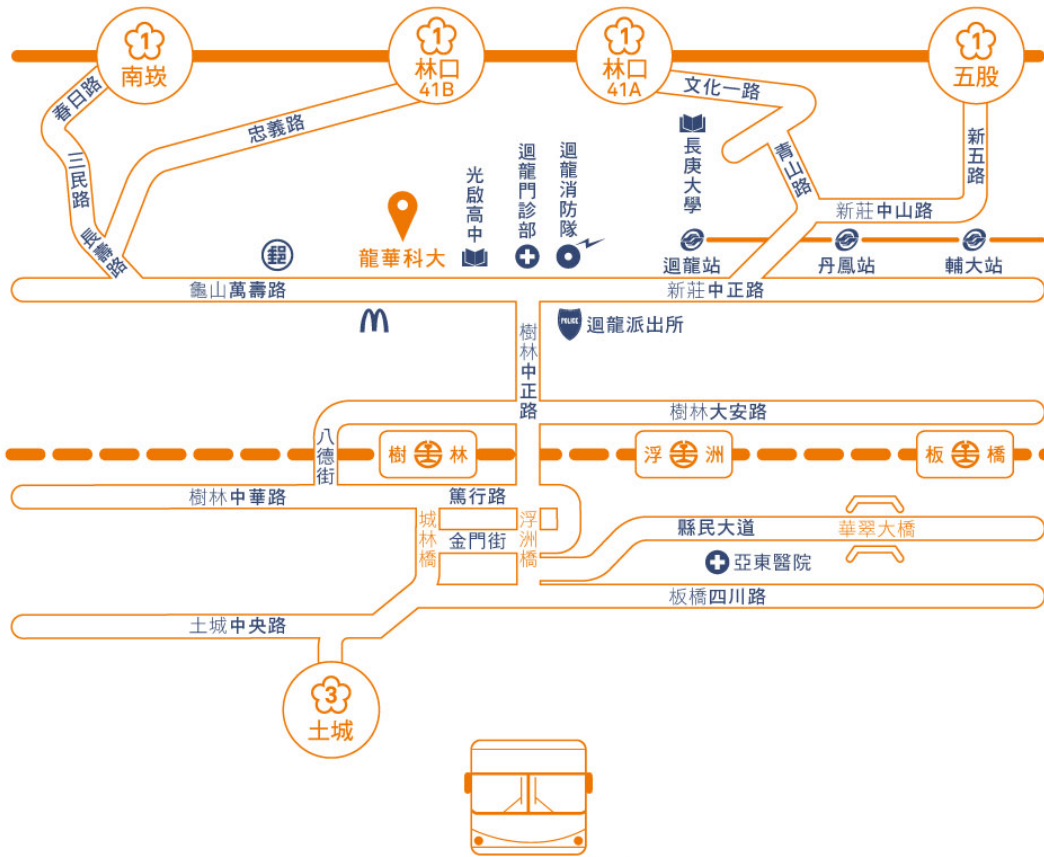 1
南崁
1
林口
41B
1
林口
41A
1
五股
春日路
三民路
長壽路
忠義路
文化一路
青山路
新五路
新莊中山路
長庚大學
光啟高中
迴龍門診部
迴龍消防隊
郵
龍華科大
迴龍站
丹鳳站
輔大站
龜山萬壽路
新莊中正路
POLICE
迴龍派出所
樹林中正路
樹林大安路
八德街
樹林
浮洲
板橋
樹林中華路
篤行路
城林橋
浮洲橋
金門街
縣民大道
華翠大橋
亞東醫院
板橋四川路
土城中央路
3
土城